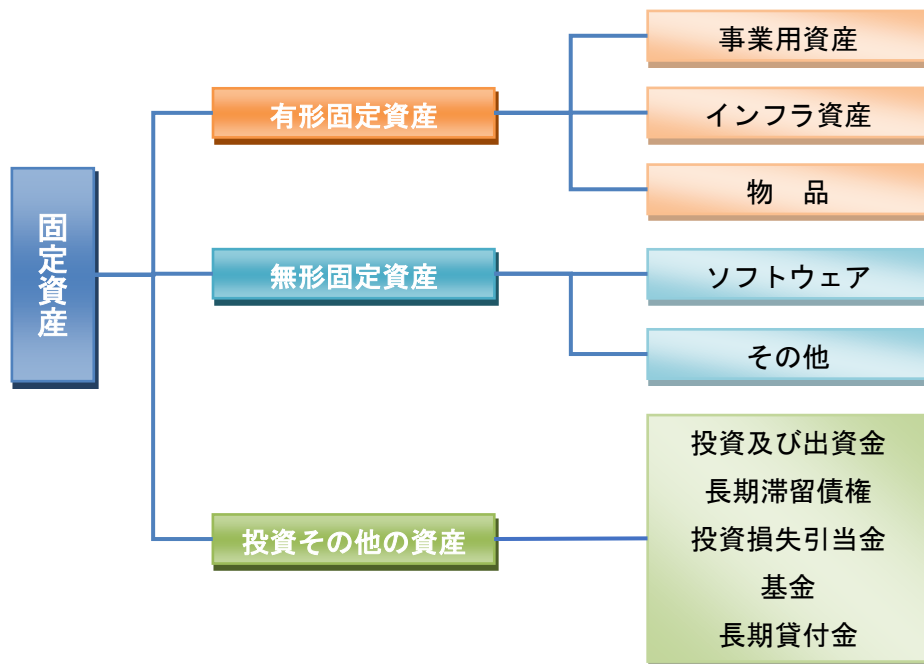 固定資産
有形固定資産
事業用資産
インフラ資産
物　品
無形固定資産
ソフトウェア
その他
投資その他の資産
投資及び出資金
長期滞留債権
投資損失引当金
基金
長期貸付金